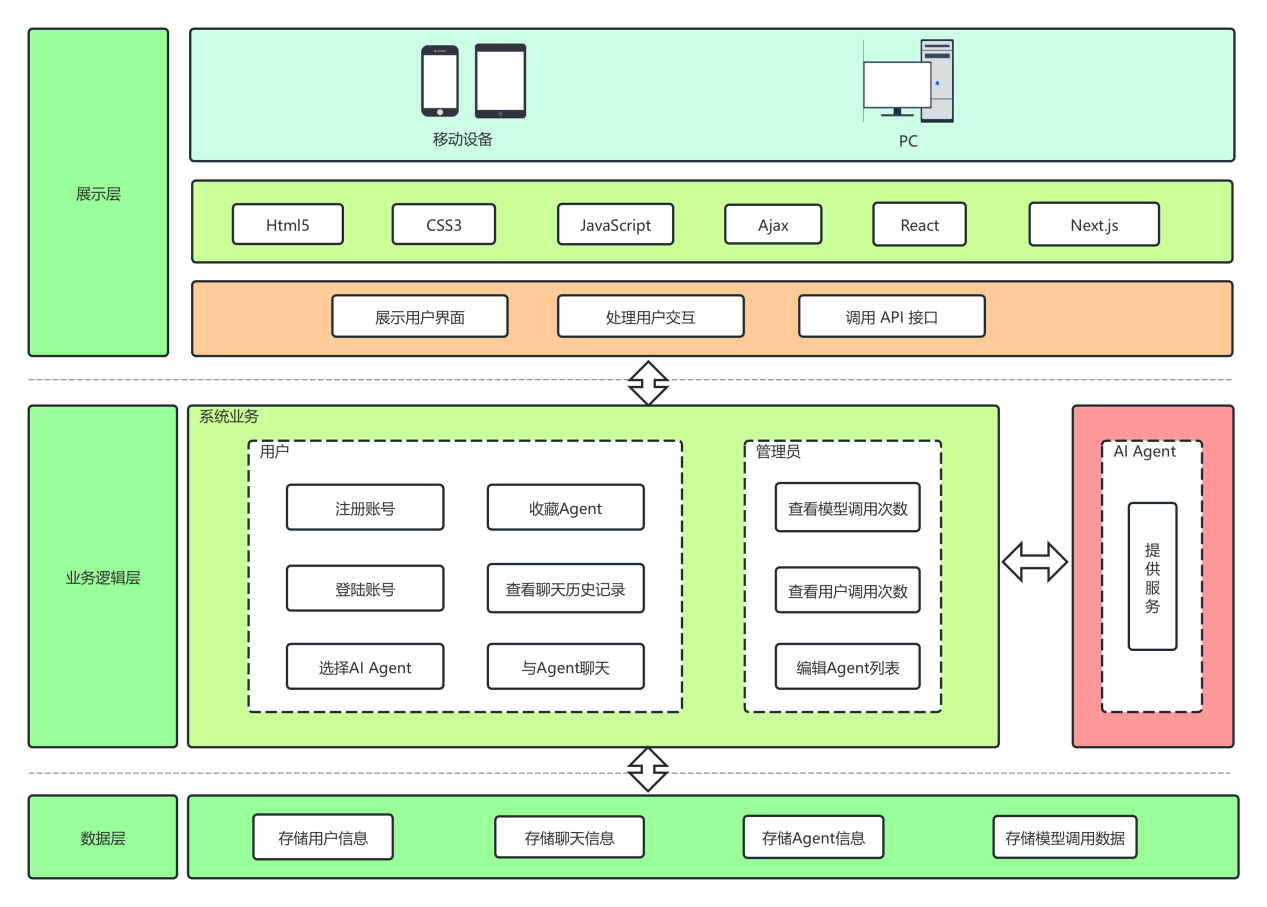 展示层
移动设备
PC
Html5
CSS3
JavaScript
Ajax
React
Next.js
展示用户界面
处理用户交互
调用 API 接口
业务逻辑层
系统业务
用户
注册账号
收藏Agent
登陆账号
查看聊天历史记录
选择AI Agent
与Agent聊天
管理员
查看模型调用次数
查看用户调用次数
编辑Agent列表
AI Agent
提
供
服
务
数据层
存储用户信息
存储聊天信息
存储Agent信息
存储模型调用数据